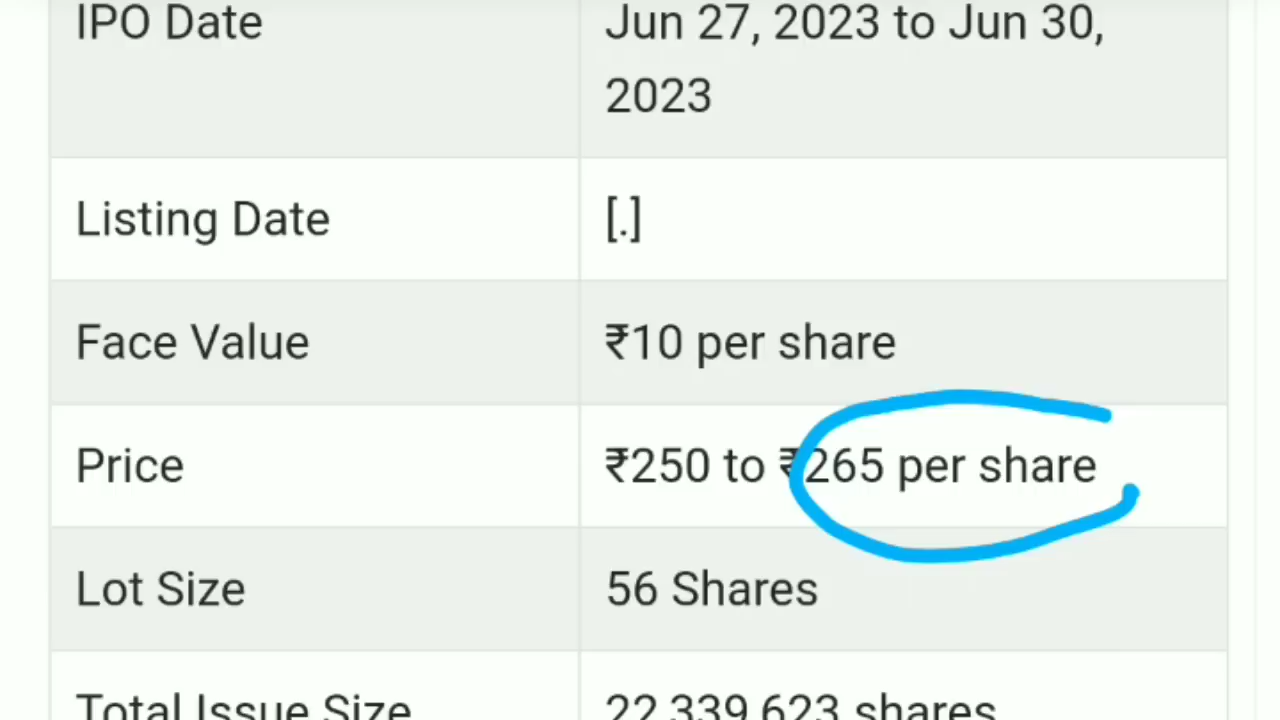 IPO Date
Jun 27, 2023 to Jun 30,
2023
Listing Date
[.]
Face Value
₹10 per share
Price
₹250 to ₹265 per share
Lot Size
56 Shares
Total Issue Size
22,339,623 shares